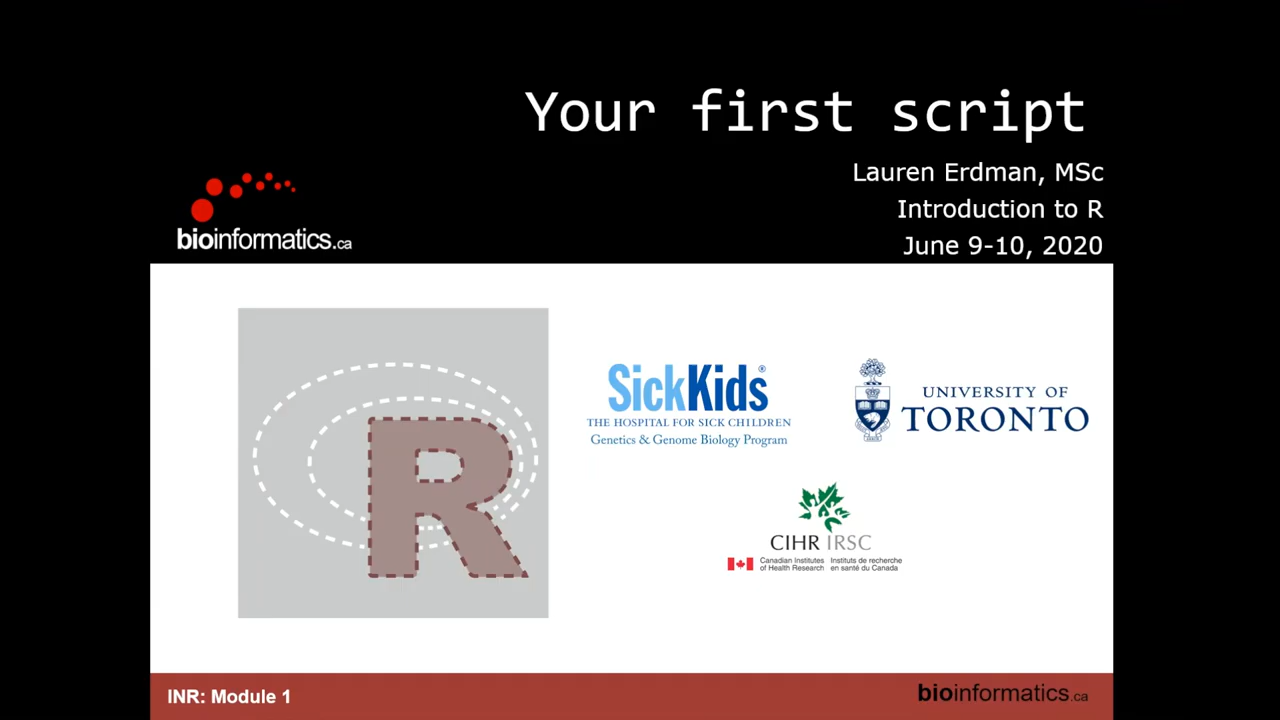 Your first script
Lauren Erdman, MSc
Introduction to R
June 9-10, 2020
bioinformatics.ca
R
SickKids®
THE HOSPITAL FOR SICK CHILDREN
Genetics & Genome Biology Program
UNIVERSITY OF
TORONTO
CIHR IRSC
Canadian Institutes of Health Research
Instituts de recherche en santé du Canada
INR: Module 1
bioinformatics.ca